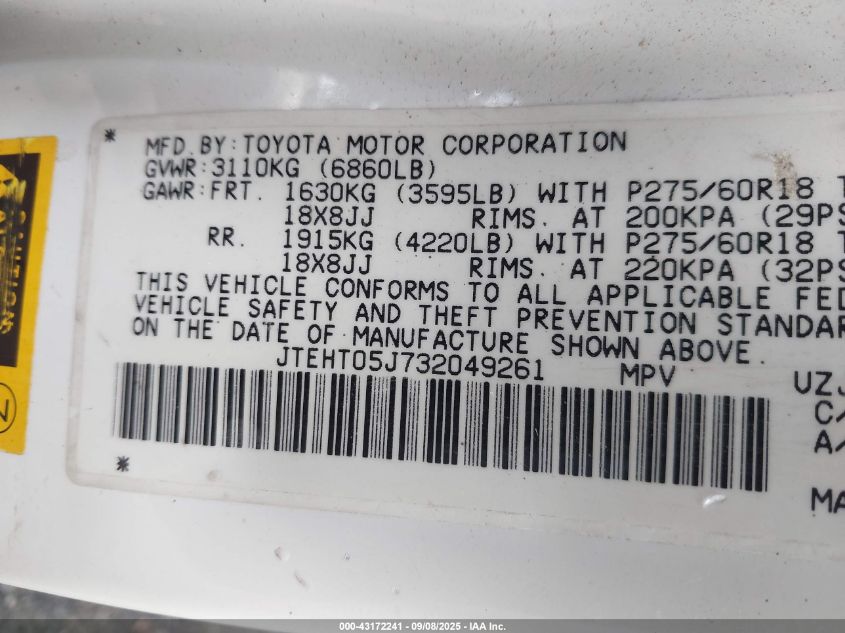 * MFD. BY: TOYOTA MOTOR CORPORATION
GVWR: 3110KG (6860LB)
GAWR: FRT. 1630KG (3595LB) WITH P275/60R18 T
18X8JJ RIMS. AT 200KPA (29PS
RR. 1915KG (4220LB) WITH P275/60R18 T
18X8JJ RIMS. AT 220KPA (32PS
THIS VEHICLE CONFORMS TO ALL APPLICABLE FED
VEHICLE SAFETY AND THEFT PREVENTION STANDAR
ON THE DATE OF MANUFACTURE SHOWN ABOVE.
JTEHT05J732049261 MPV UZJ
C/
A/
* MA
000-43172241 - 09/08/2025 - IAA Inc.